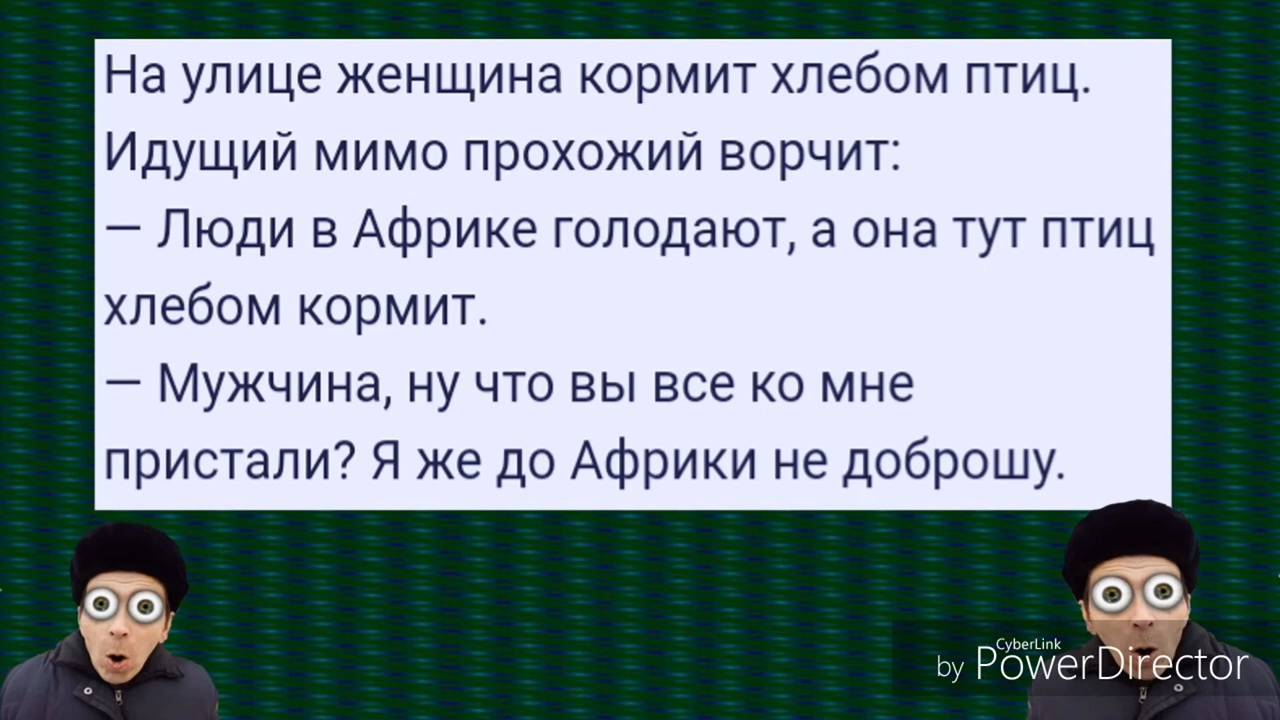 На улице женщина кормит хлебом птиц.
Идущий мимо прохожий ворчит:
— Люди в Африке голодают, а она тут птиц
хлебом кормит.
— Мужчина, ну что вы все ко мне
пристали? Я же до Африки не доброшу.
CyberLink
by PowerDirector